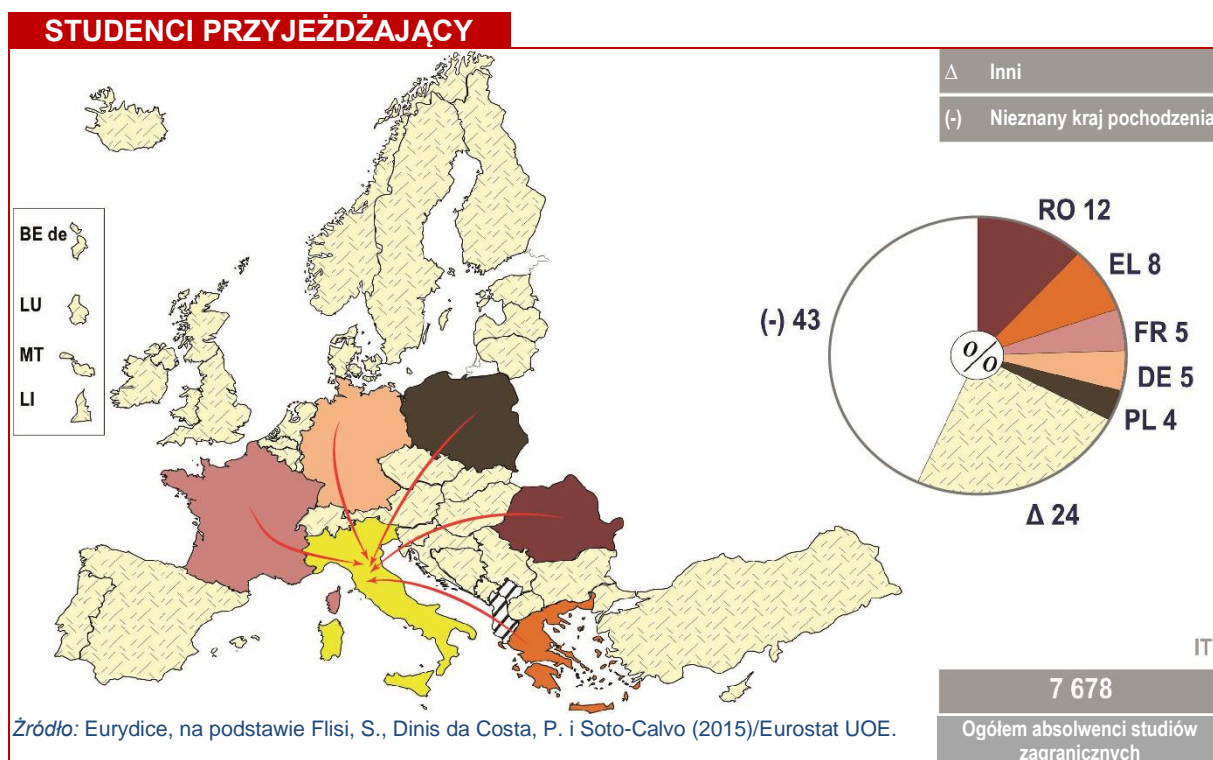 STUDENCI PRZYJEŻDŻAJĄCY
Δ Inni
(-) Nieznany kraj pochodzenia
BE de
LU
MT
LI
RO 12
EL 8
FR 5
DE 5
PL 4
Δ 24
(-) 43
%
IT
7 678
Ogółem absolwenci studiów
zagranicznych
Żródło: Eurydice, na podstawie Flisi, S., Dinis da Costa, P. i Soto-Calvo (2015)/Eurostat UOE.